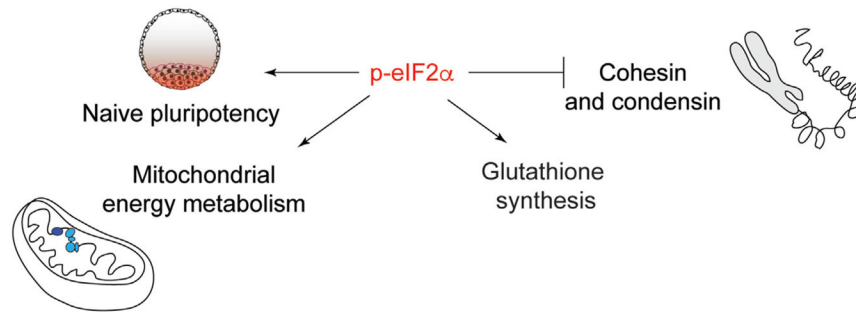 p-eIF2α
Naive pluripotency
Cohesin
and condensin
Mitochondrial
energy metabolism
Glutathione
synthesis